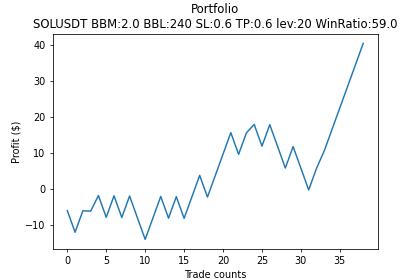 Portfolio
SOLUSDT BBM:2.0 BBL:240 SL:0.6 TP:0.6 lev:20 WinRatio:59.0
40
30
20
10
0
−10
Profit ($)
0 5 10 15 20 25 30 35
Trade counts